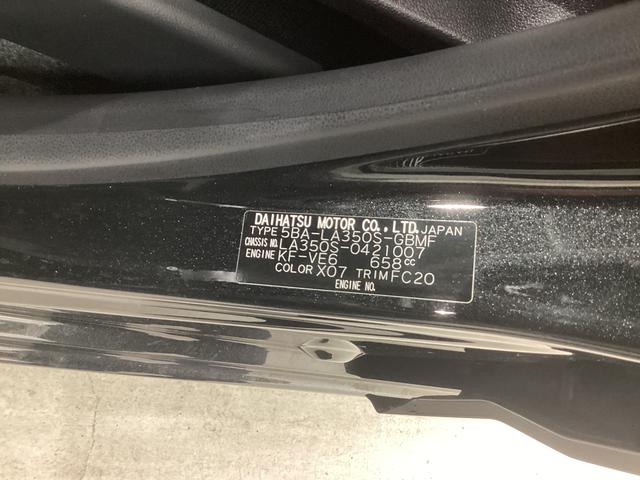 DAIHATSU MOTOR CO., LTD. JAPAN
TYPE 5BA-LA350S-GBMF
CHASSIS NO. LA350S-0421007
ENGINE KF-VE6 658cc
COLOR X07 TRIM FC20
ENGINE NO.